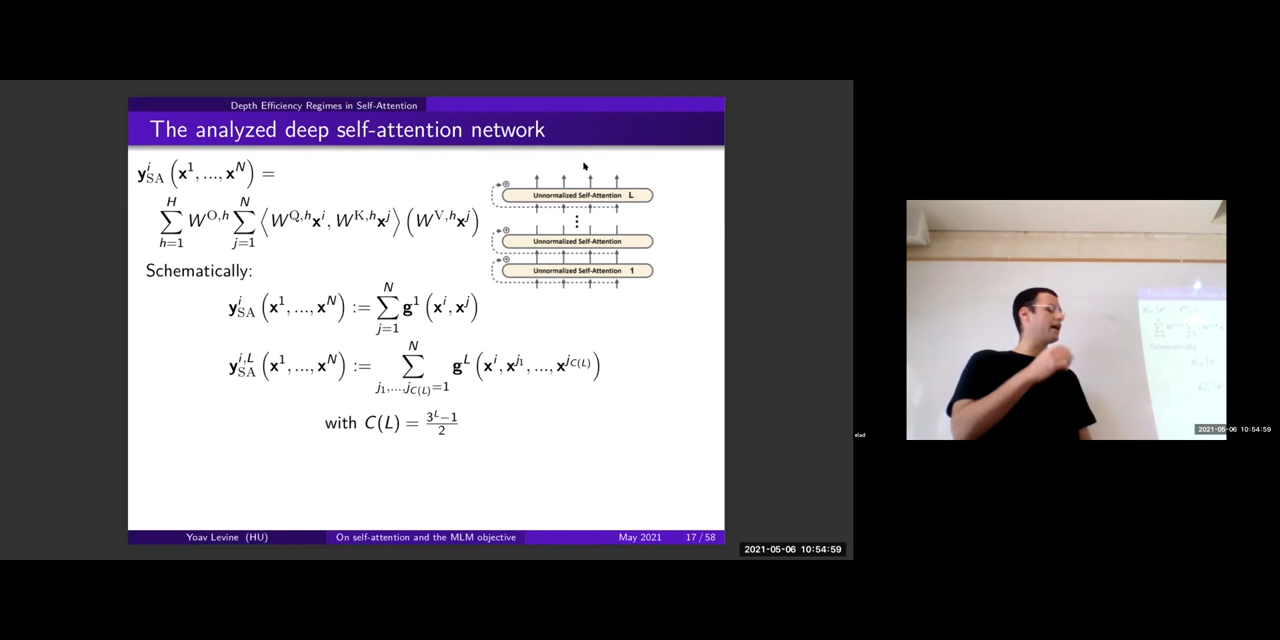 Depth Efficiency Regimes in Self-Attention
The analyzed deep self-attention network
y^i_SA (x^1, ..., x^N) =
∑_{h=1}^{H} W^{O,h} ∑_{j=1}^{N} ⟨W^{Q,h} x^i, W^{K,h} x^j⟩ (W^{V,h} x^j)
Unnormalized Self-Attention L
⋮
Unnormalized Self-Attention
Unnormalized Self-Attention 1
Schematically:
y^i_SA (x^1, ..., x^N) := ∑_{j=1}^{N} g^1 (x^i, x^j)
y^{i,L}_SA (x^1, ..., x^N) := ∑_{j_1,...j_{C(L)}=1}^{N} g^L (x^i, x^{j_1}, ..., x^{j_{C(L)}})
with C(L) = (3^L−1)/2
Yoav Levine (HU) On self-attention and the MLM objective May 2021 17 / 58
2021-05-06 10:54:59
elad
2021-05-06 10:54:59
Schematically